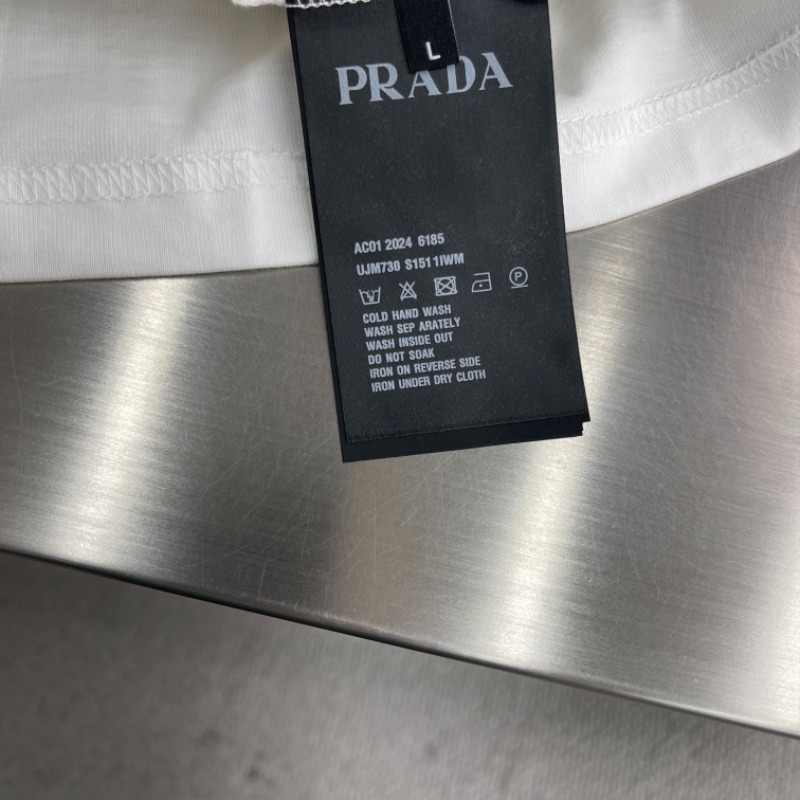 L
PRADA
AC01 2024 6185
UJM730 S1511IWM
P
COLD HAND WASH
WASH SEP ARATELY
WASH INSIDE OUT
DO NOT SOAK
IRON ON REVERSE SIDE
IRON UNDER DRY CLOTH